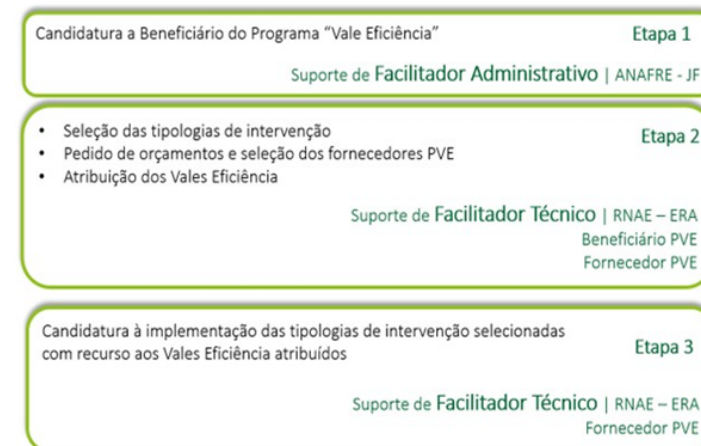 Candidatura a Beneficiário do Programa “Vale Eficiência”
Etapa 1
Suporte de Facilitador Administrativo | ANAFRE - JF
• Seleção das tipologias de intervenção
Etapa 2
• Pedido de orçamentos e seleção dos fornecedores PVE
• Atribuição dos Vales Eficiência
Suporte de Facilitador Técnico | RNAE – ERA
Beneficiário PVE
Fornecedor PVE
Candidatura à implementação das tipologias de intervenção selecionadas
com recurso aos Vales Eficiência atribuídos
Etapa 3
Suporte de Facilitador Técnico | RNAE – ERA
Fornecedor PVE